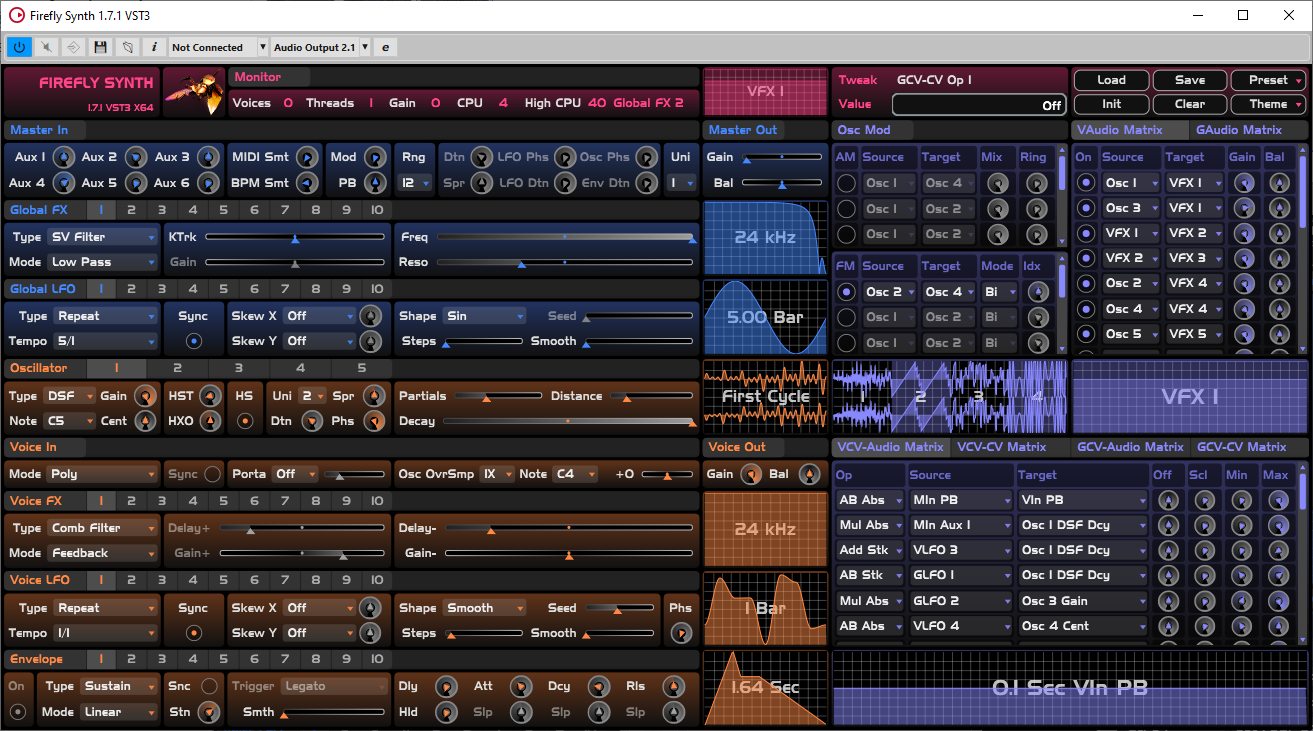 Firefly Synth 1.7.1 VST3
i Not Connected Audio Output 2.1 e
FIREFLY SYNTH
1.7.1 VST3 X64
Monitor
Voices 0 Threads 1 Gain 0 CPU 4 High CPU 40 Global FX 2
VFX 1
Tweak GCV-CV Op 1
Value Off
Load Save Preset
Init Clear Theme
Master In
Aux 1 Aux 2 Aux 3 MIDI Smt Mod Rng Dtn LFO Phs Osc Phs Uni
Aux 4 Aux 5 Aux 6 BPM Smt PB 12 Spr LFO Dtn Env Dtn 1
Master Out
Gain
Bal
Global FX 1 2 3 4 5 6 7 8 9 10
Type SV Filter KTrk Freq
Mode Low Pass Gain Reso
24 kHz
Global LFO 1 2 3 4 5 6 7 8 9 10
Type Repeat Sync Skew X Off Shape Sin Seed
Tempo 5/1 Skew Y Off Steps Smooth
5.00 Bar
Osc Mod
AM Source Target Mix Ring
Osc 1 Osc 4
Osc 1 Osc 2
Osc 1 Osc 2
FM Source Target Mode Idx
Osc 2 Osc 4 Bi
Osc 1 Osc 2 Bi
Osc 1 Osc 2 Bi
VAudio Matrix GAudio Matrix
On Source Target Gain Bal
Osc 1 VFX 1
Osc 3 VFX 1
VFX 1 VFX 2
VFX 2 VFX 3
Osc 2 VFX 4
Osc 4 VFX 4
Osc 5 VFX 5
Oscillator 1 2 3 4 5
Type DSF Gain HST HS Uni 2 Spr Partials Distance
Note C5 Cent HXO Dtn Phs Decay
First Cycle
1 2 3 4
VFX 1
Voice In
Mode Poly Sync Porta Off Osc OvrSmp 1X Note C4 +0
Voice Out
Gain Bal
Voice FX 1 2 3 4 5 6 7 8 9 10
Type Comb Filter Delay+ Delay-
Mode Feedback Gain+ Gain-
24 kHz
Voice LFO 1 2 3 4 5 6 7 8 9 10
Type Repeat Sync Skew X Off Shape Smooth Seed Phs
Tempo 1/1 Skew Y Off Steps Smooth
1 Bar
Envelope 1 2 3 4 5 6 7 8 9 10
On Type Sustain Snc Trigger Legato Dly Att Dcy Rls
Mode Linear Stn Smth Hld Slp Slp Slp
1.64 Sec
VCV-Audio Matrix VCV-CV Matrix GCV-Audio Matrix GCV-CV Matrix
Op Source Target Off Scl Min Max
AB Abs MIn PB VIn PB
Mul Abs MIn Aux 1 Osc 1 DSF Dcy
Add Stk VLFO 3 Osc 1 DSF Dcy
AB Stk GLFO 1 Osc 1 DSF Dcy
Mul Abs GLFO 2 Osc 3 Gain
AB Abs VLFO 4 Osc 4 Cent
0.1 Sec VIn PB